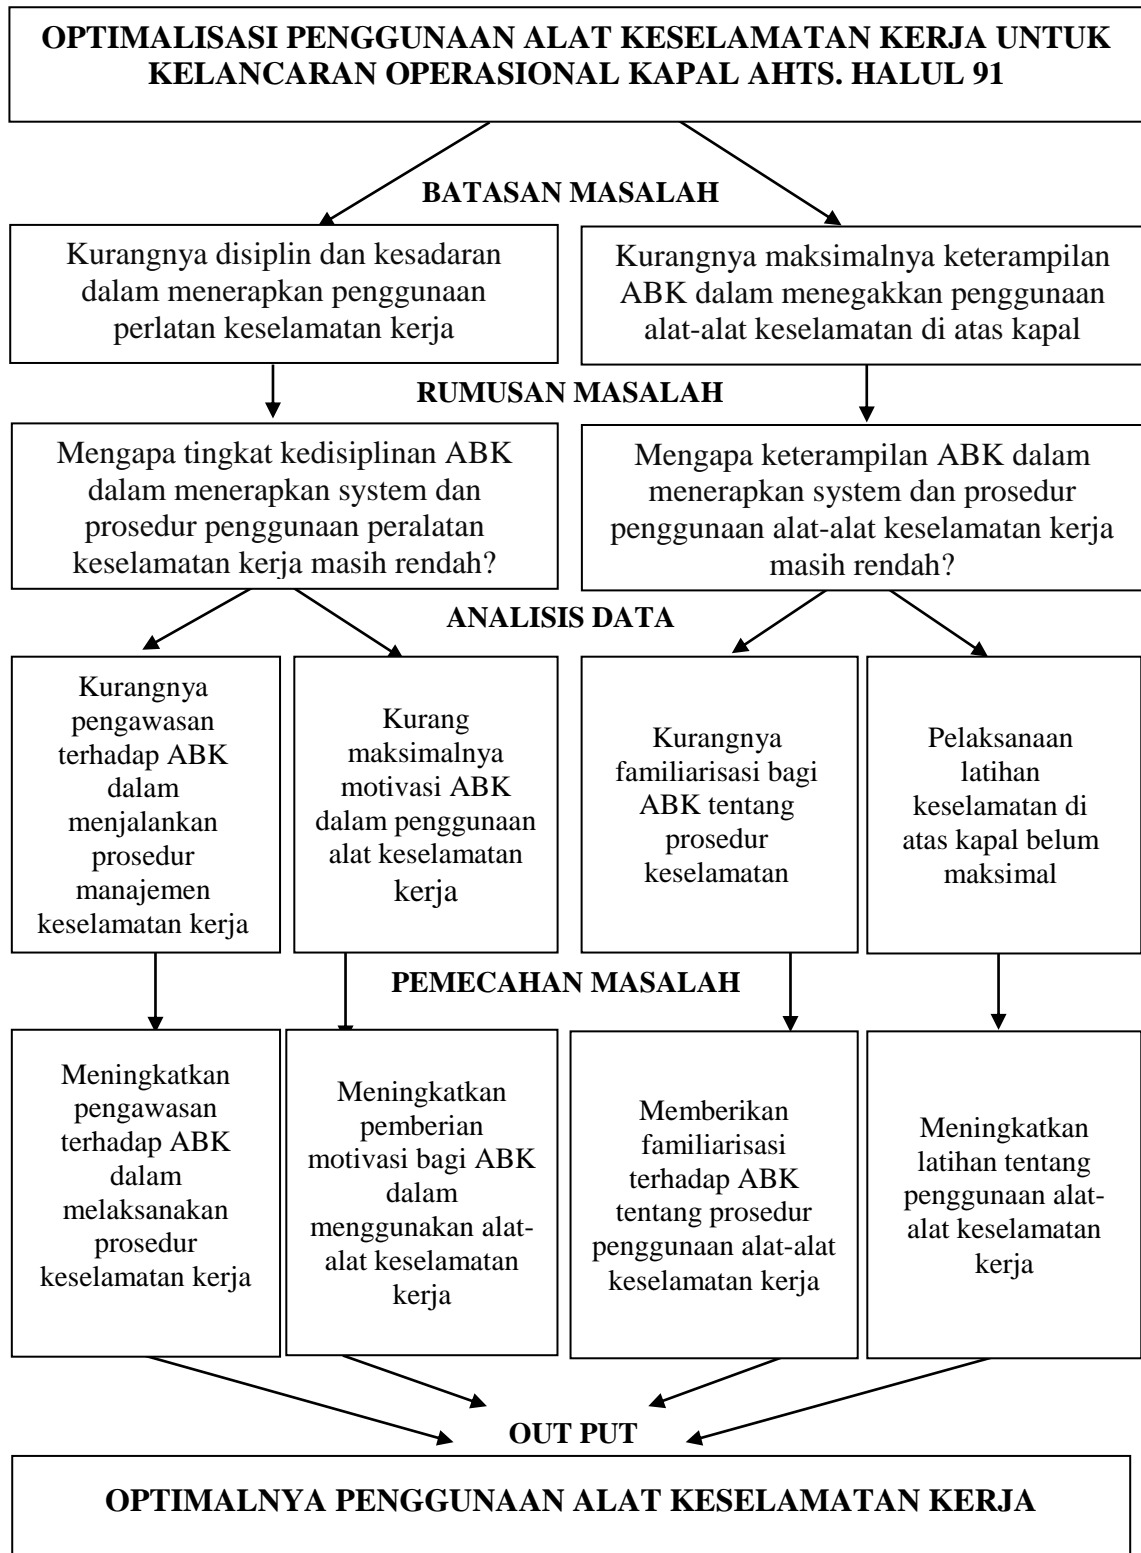 OPTIMALISASI PENGGUNAAN ALAT KESELAMATAN KERJA UNTUK
KELANCARAN OPERASIONAL KAPAL AHTS. HALUL 91
BATASAN MASALAH
Kurangnya disiplin dan kesadaran
dalam menerapkan penggunaan
perlatan keselamatan kerja
Kurangnya maksimalnya keterampilan
ABK dalam menegakkan penggunaan
alat-alat keselamatan di atas kapal
RUMUSAN MASALAH
Mengapa tingkat kedisiplinan ABK
dalam menerapkan system dan
prosedur penggunaan peralatan
keselamatan kerja masih rendah?
Mengapa keterampilan ABK dalam
menerapkan system dan prosedur
penggunaan alat-alat keselamatan kerja
masih rendah?
ANALISIS DATA
Kurangnya
pengawasan
terhadap ABK
dalam
menjalankan
prosedur
manajemen
keselamatan kerja
Kurang
maksimalnya
motivasi ABK
dalam penggunaan
alat keselamatan
kerja
Kurangnya
familiarisasi bagi
ABK tentang
prosedur
keselamatan
Pelaksanaan
latihan
keselamatan di
atas kapal belum
maksimal
PEMECAHAN MASALAH
Meningkatkan
pengawasan
terhadap ABK
dalam
melaksanakan
prosedur
keselamatan kerja
Meningkatkan
pemberian
motivasi bagi ABK
dalam
menggunakan alat-
alat keselamatan
kerja
Memberikan
familiarisasi
terhadap ABK
tentang prosedur
penggunaan alat-alat
keselamatan kerja
Meningkatkan
latihan tentang
penggunaan alat-
alat keselamatan
kerja
OUT PUT
OPTIMALNYA PENGGUNAAN ALAT KESELAMATAN KERJA